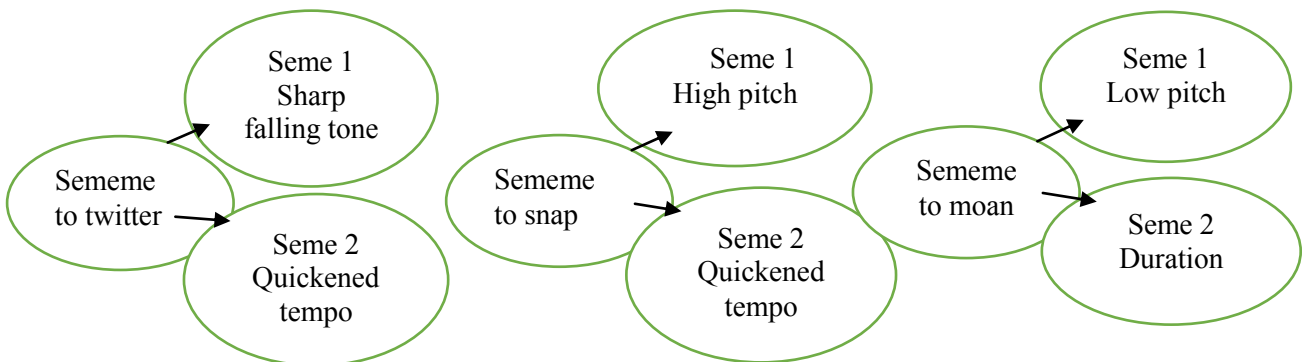 Seme 1
Sharp
falling tone
Sememe
to twitter
Seme 2
Quickened
tempo
Seme 1
High pitch
Sememe
to snap
Seme 2
Quickened
tempo
Seme 1
Low pitch
Sememe
to moan
Seme 2
Duration